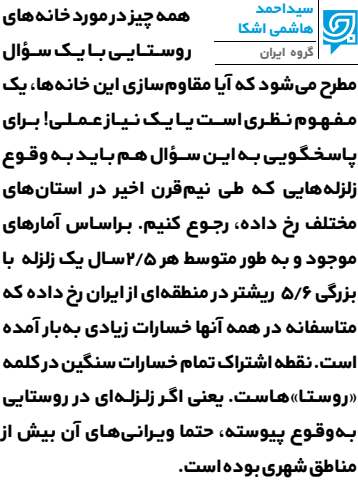 سیداحمد
هاشمی اشکا
گروه ایران
همه چیز در مورد خانه‌های
روستایی با یک سؤال
مطرح می‌شود که آیا مقاوم‌سازی این خانه‌ها، یک
مفهوم نظری است یا یک نیاز عملی! برای
پاسخگویی به این سؤال هم باید به وقوع
زلزله‌هایی که طی نیم‌قرن اخیر در استان‌های
مختلف رخ داده، رجوع کنیم. براساس آمارهای
موجود و به طور متوسط هر ۲/۵سال یک زلزله با
بزرگی ۵/۶ ریشتر در منطقه‌ای از ایران رخ داده که
متاسفانه در همه آنها خسارات زیادی به‌بار آمده
است. نقطه اشتراک تمام خسارات سنگین در کلمه
«روستا»هاست. یعنی اگر زلزله‌ای در روستایی
به‌وقوع پیوسته، حتما ویرانی‌های آن بیش از
مناطق شهری بوده است.